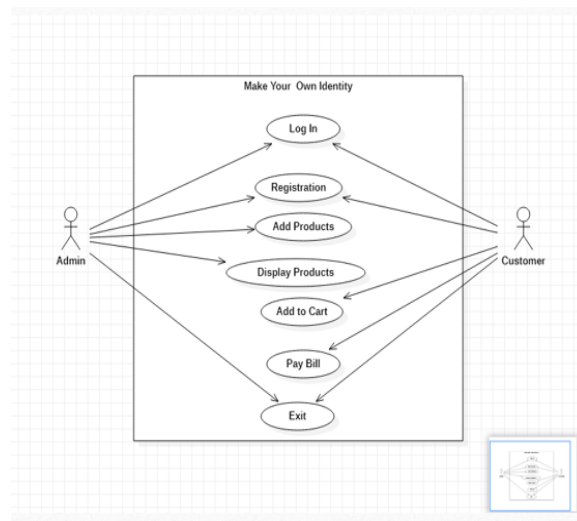 Make Your Own Identity
Log In
Registration
Add Products
Admin
Customer
Display Products
Add to Cart
Pay Bill
Exit